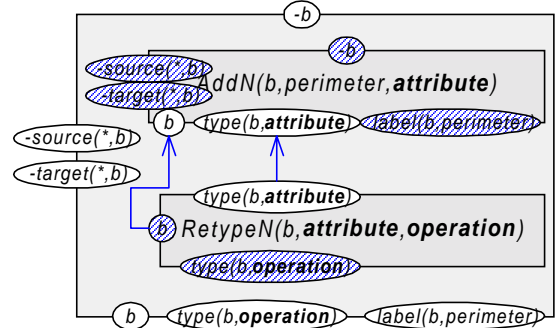 -b
-b
-source(*,b)
AddN(b,perimeter,attribute)
-target(*,b)
b type(b,attribute) label(b,perimeter)
-source(*,b)
-target(*,b)
type(b,attribute)
b RetypeN(b,attribute,operation)
type(b,operation)
b type(b,operation) label(b,perimeter)